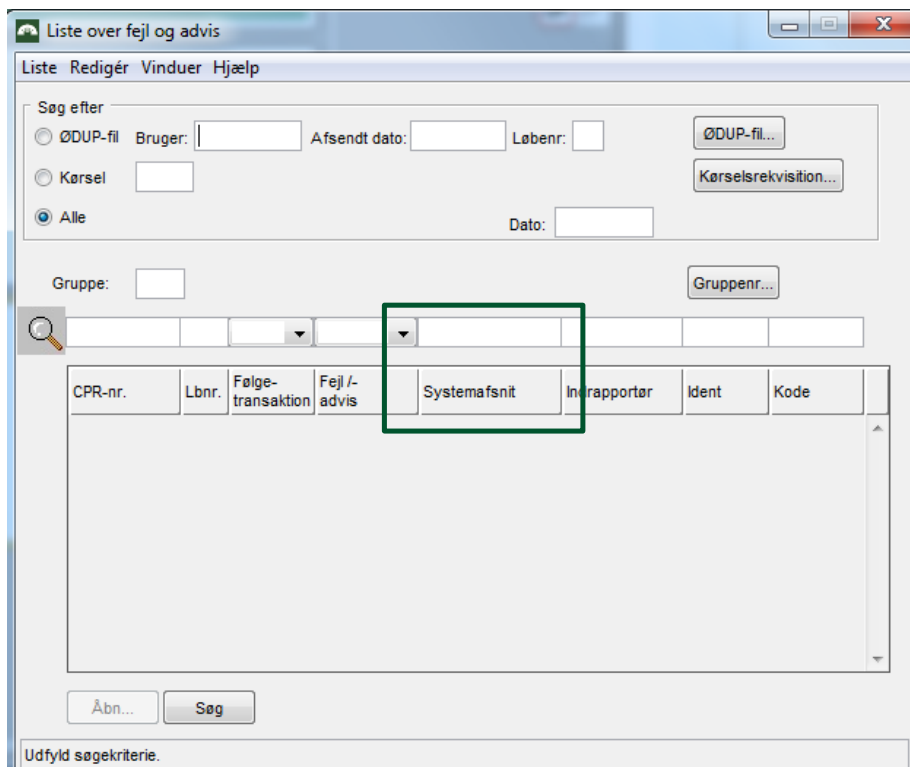 Liste over fejl og advis
Liste Redigér Vinduer Hjælp
Søg efter
ØDUP-fil Bruger: Afsendt dato: Løbenr: ØDUP-fil...
Kørsel Kørselsrekvisition...
Alle Dato:
Gruppe: Gruppenr...
CPR-nr. Lbnr. Følge- Fejl /- Systemafsnit Indrapportør Ident Kode
transaktion advis
Åbn... Søg
Udfyld søgekriterie.